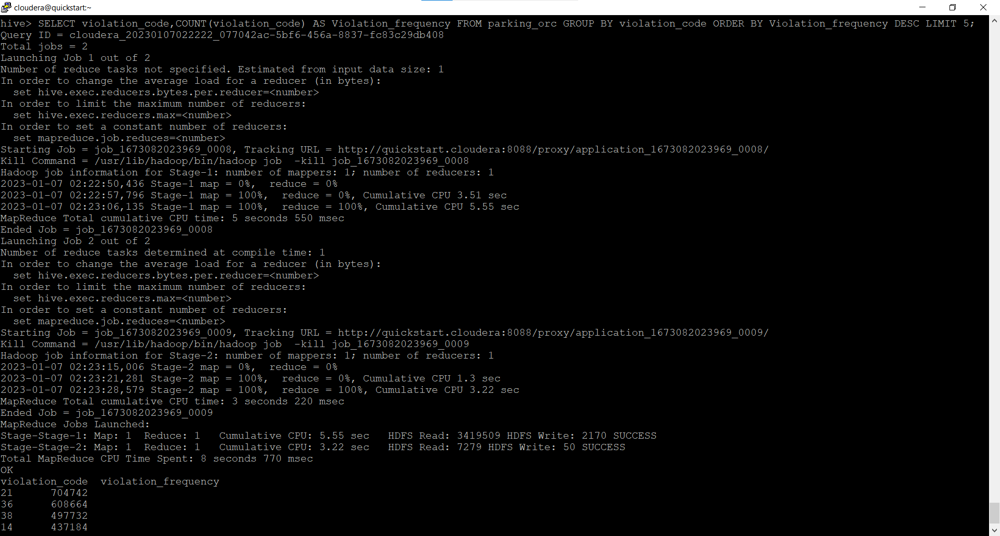 cloudera@quickstart:~
hive> SELECT violation_code,COUNT(violation_code) AS Violation_frequency FROM parking_orc GROUP BY violation_code ORDER BY Violation_frequency DESC LIMIT 5;
Query ID = cloudera_20230107022222_077042ac-5bf6-456a-8837-fc83c29db408
Total jobs = 2
Launching Job 1 out of 2
Number of reduce tasks not specified. Estimated from input data size: 1
In order to change the average load for a reducer (in bytes):
  set hive.exec.reducers.bytes.per.reducer=<number>
In order to limit the maximum number of reducers:
  set hive.exec.reducers.max=<number>
In order to set a constant number of reducers:
  set mapreduce.job.reduces=<number>
Starting Job = job_1673082023969_0008, Tracking URL = http://quickstart.cloudera:8088/proxy/application_1673082023969_0008/
Kill Command = /usr/lib/hadoop/bin/hadoop job  -kill job_1673082023969_0008
Hadoop job information for Stage-1: number of mappers: 1; number of reducers: 1
2023-01-07 02:22:50,436 Stage-1 map = 0%,  reduce = 0%
2023-01-07 02:22:57,796 Stage-1 map = 100%,  reduce = 0%, Cumulative CPU 3.51 sec
2023-01-07 02:23:06,135 Stage-1 map = 100%,  reduce = 100%, Cumulative CPU 5.55 sec
MapReduce Total cumulative CPU time: 5 seconds 550 msec
Ended Job = job_1673082023969_0008
Launching Job 2 out of 2
Number of reduce tasks determined at compile time: 1
In order to change the average load for a reducer (in bytes):
  set hive.exec.reducers.bytes.per.reducer=<number>
In order to limit the maximum number of reducers:
  set hive.exec.reducers.max=<number>
In order to set a constant number of reducers:
  set mapreduce.job.reduces=<number>
Starting Job = job_1673082023969_0009, Tracking URL = http://quickstart.cloudera:8088/proxy/application_1673082023969_0009/
Kill Command = /usr/lib/hadoop/bin/hadoop job  -kill job_1673082023969_0009
Hadoop job information for Stage-2: number of mappers: 1; number of reducers: 1
2023-01-07 02:23:15,006 Stage-2 map = 0%,  reduce = 0%
2023-01-07 02:23:21,281 Stage-2 map = 100%,  reduce = 0%, Cumulative CPU 1.3 sec
2023-01-07 02:23:28,579 Stage-2 map = 100%,  reduce = 100%, Cumulative CPU 3.22 sec
MapReduce Total cumulative CPU time: 3 seconds 220 msec
Ended Job = job_1673082023969_0009
MapReduce Jobs Launched:
Stage-Stage-1: Map: 1  Reduce: 1   Cumulative CPU: 5.55 sec   HDFS Read: 3419509 HDFS Write: 2170 SUCCESS
Stage-Stage-2: Map: 1  Reduce: 1   Cumulative CPU: 3.22 sec   HDFS Read: 7279 HDFS Write: 50 SUCCESS
Total MapReduce CPU Time Spent: 8 seconds 770 msec
OK
violation_code  violation_frequency
21      704742
36      608664
38      497732
14      437184